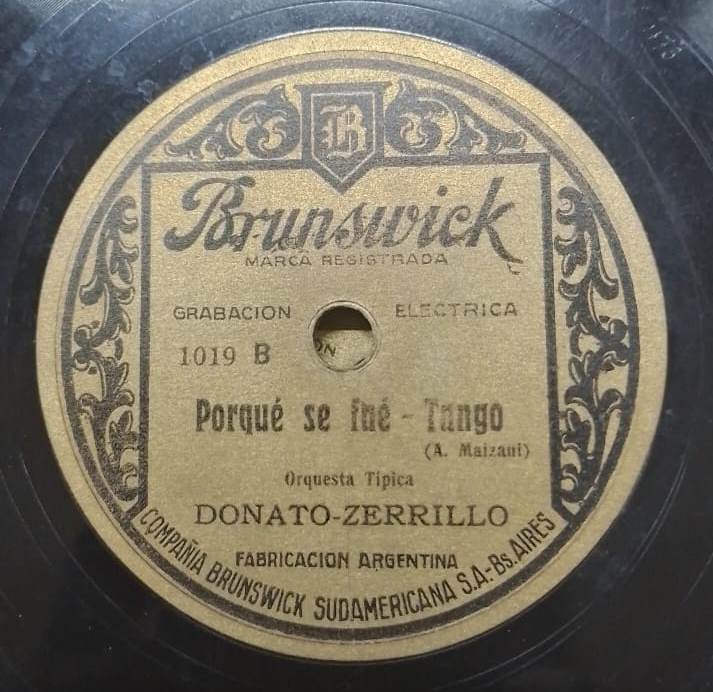 B
Brunswick
MARCA REGISTRADA
GRABACION ELECTRICA
1019 B
Porqué se fué - Tango
(A. Maizani)
Orquesta Tipica
DONATO-ZERRILLO
FABRICACION ARGENTINA
COMPAÑIA BRUNSWICK SUDAMERICANA S.A.-Bs.AIRES